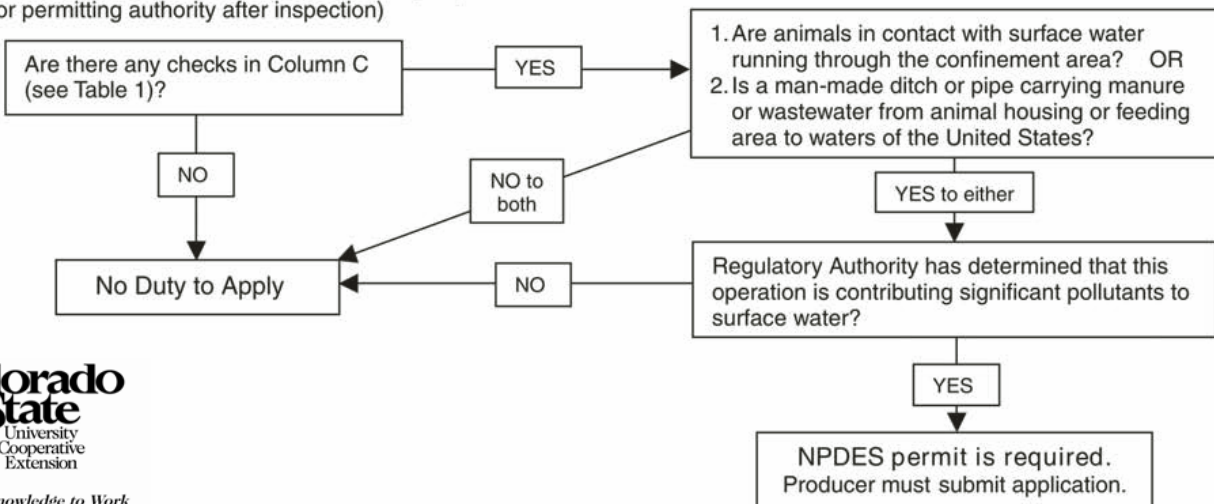 or permitting authority after inspection)
Are there any checks in Column C
(see Table 1)?
YES
1. Are animals in contact with surface water
running through the confinement area? OR
2. Is a man-made ditch or pipe carrying manure
or wastewater from animal housing or feeding
area to waters of the United States?
NO
NO to
both
YES to either
No Duty to Apply
NO
Regulatory Authority has determined that this
operation is contributing significant pollutants to
surface water?
YES
NPDES permit is required.
Producer must submit application.
University
Cooperative
Extension
to Work